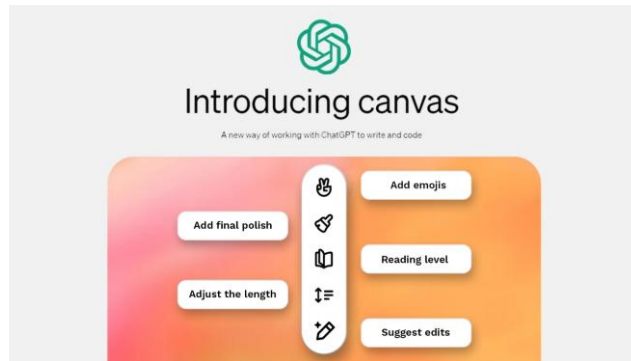 Introducing canvas
A new way of working with ChatGPT to write and code
Add emojis
Add final polish
Reading level
Adjust the length
Suggest edits